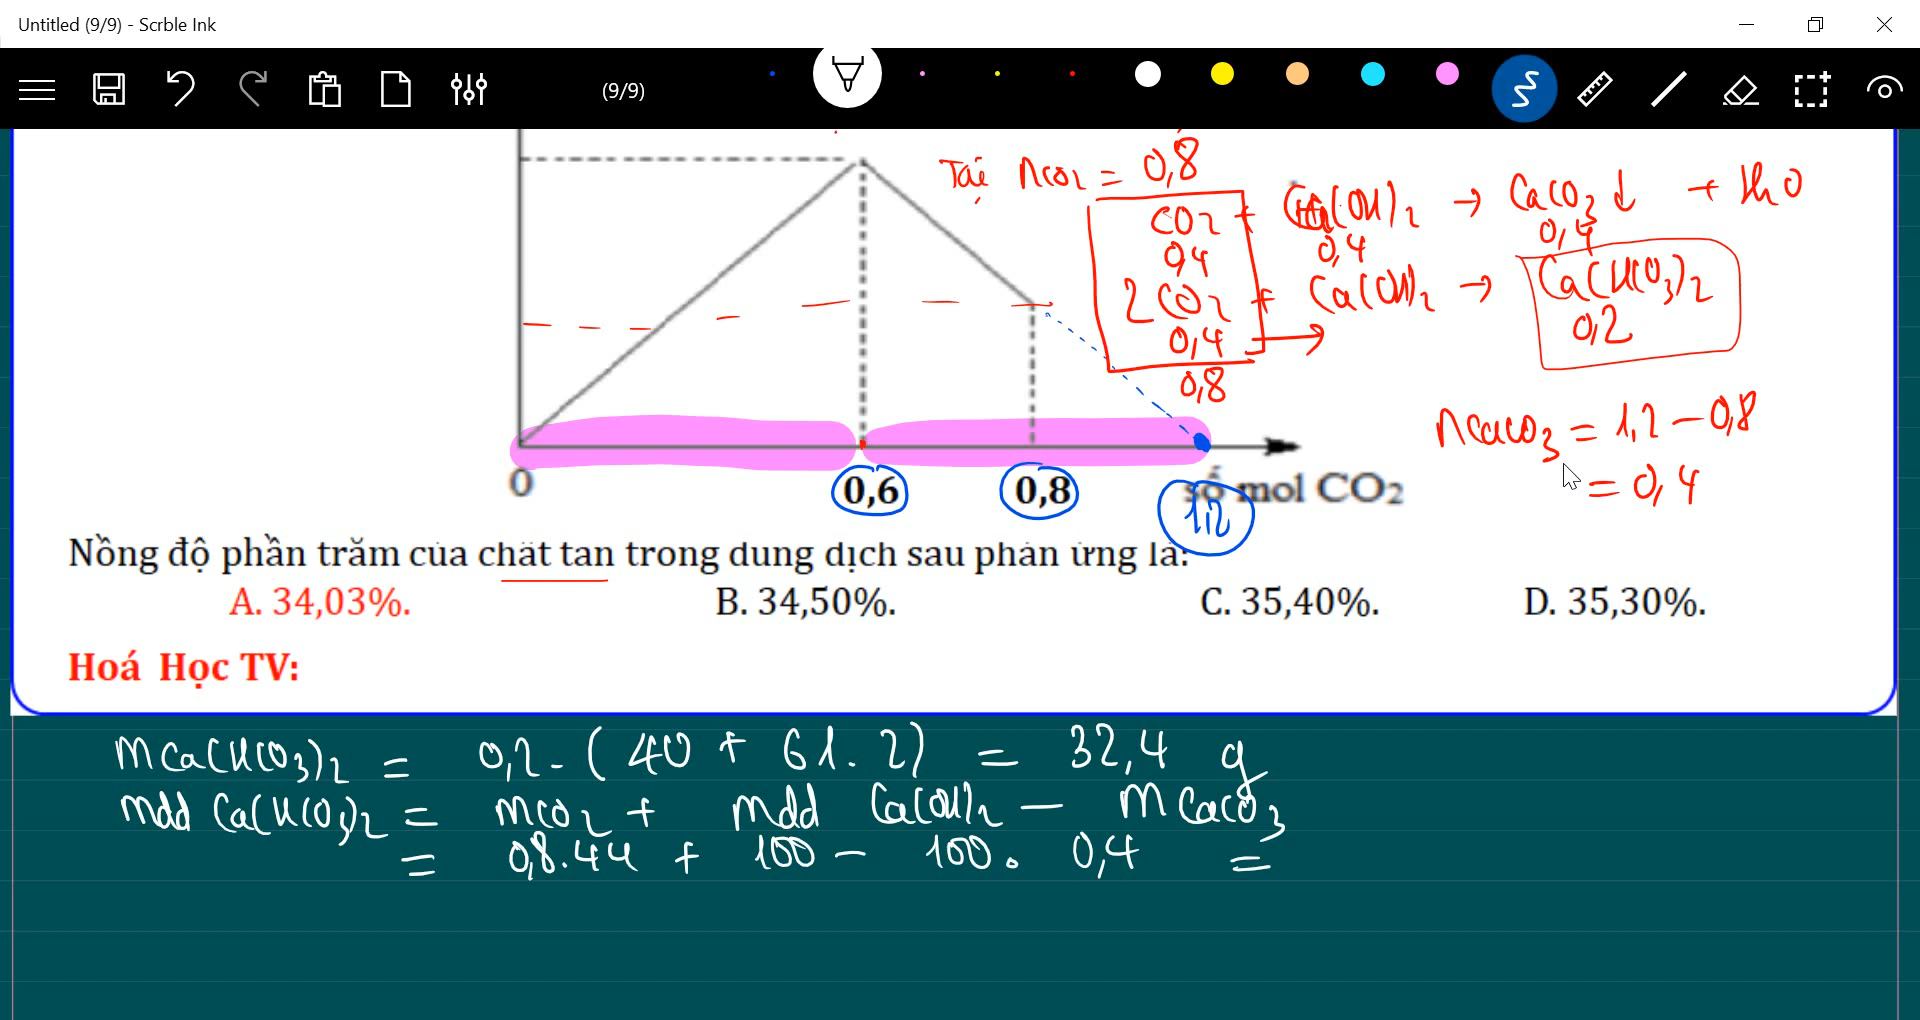 Untitled (9/9) - Scrble Ink
(9/9)
Tại nCO2 = 0,8
CO2 + Ca(OH)2 → CaCO3↓ + H2O
0,4 0,4 0,4
2CO2 + Ca(OH)2 → Ca(HCO3)2
0,4 → 0,2
0,8
nCaCO3 = 1,2 - 0,8
= 0,4
0 0,6 0,8 số mol CO2
1,2
Nồng độ phần trăm của chất tan trong dung dịch sau phản ứng là:
A. 34,03%. B. 34,50%. C. 35,40%. D. 35,30%.
Hoá Học TV:
mCa(HCO3)2 = 0,2 . ( 40 + 61 . 2 ) = 32,4 g
mdd Ca(HCO3)2 = mCO2 + mdd Ca(OH)2 - mCaCO3
= 0,8.44 + 100 - 100 . 0,4 =